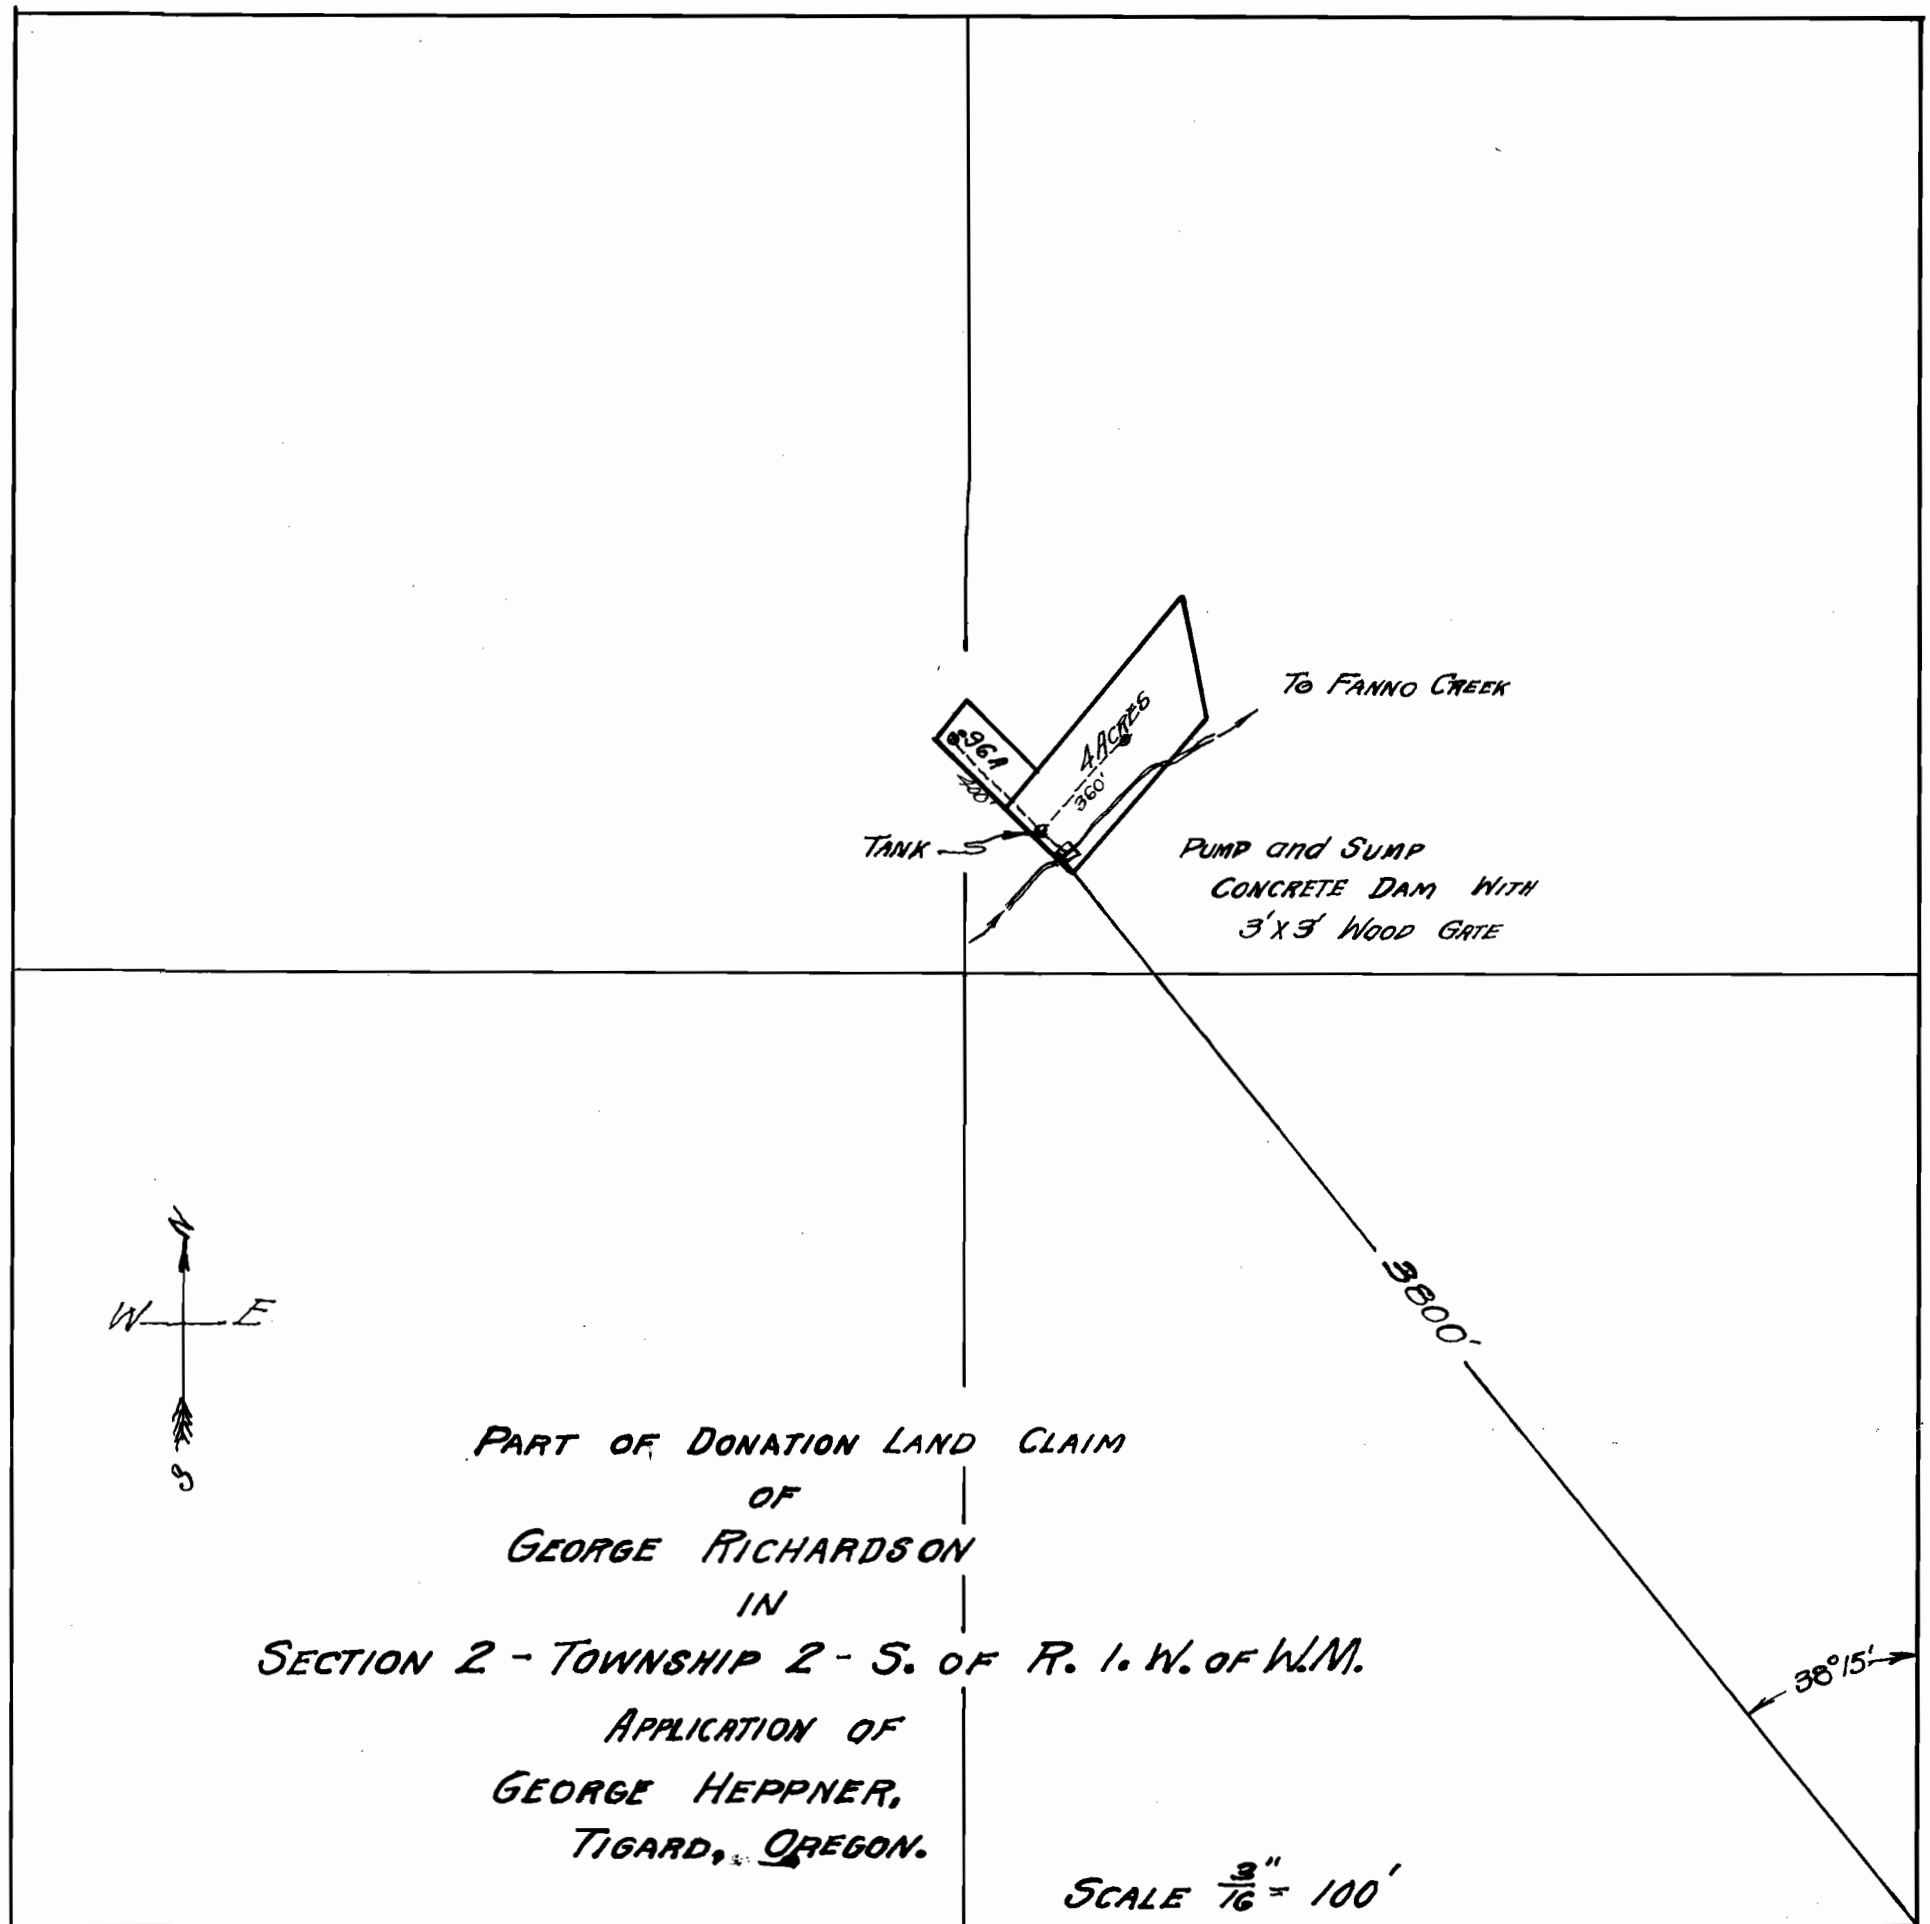 To FANNO CREEK
.96A
4 ACRES
400'
360'
TANK
PUMP and SUMP
CONCRETE DAM WITH
3'X3' WOOD GATE
3800'
N
W E
S
PART OF DONATION LAND CLAIM
OF
GEORGE RICHARDSON
IN
SECTION 2 - TOWNSHIP 2 - S. OF R. 1. W. OF W.M.
38°15'
APPLICATION OF
GEORGE HEPPNER,
TIGARD, OREGON.
SCALE 3/16" = 100'